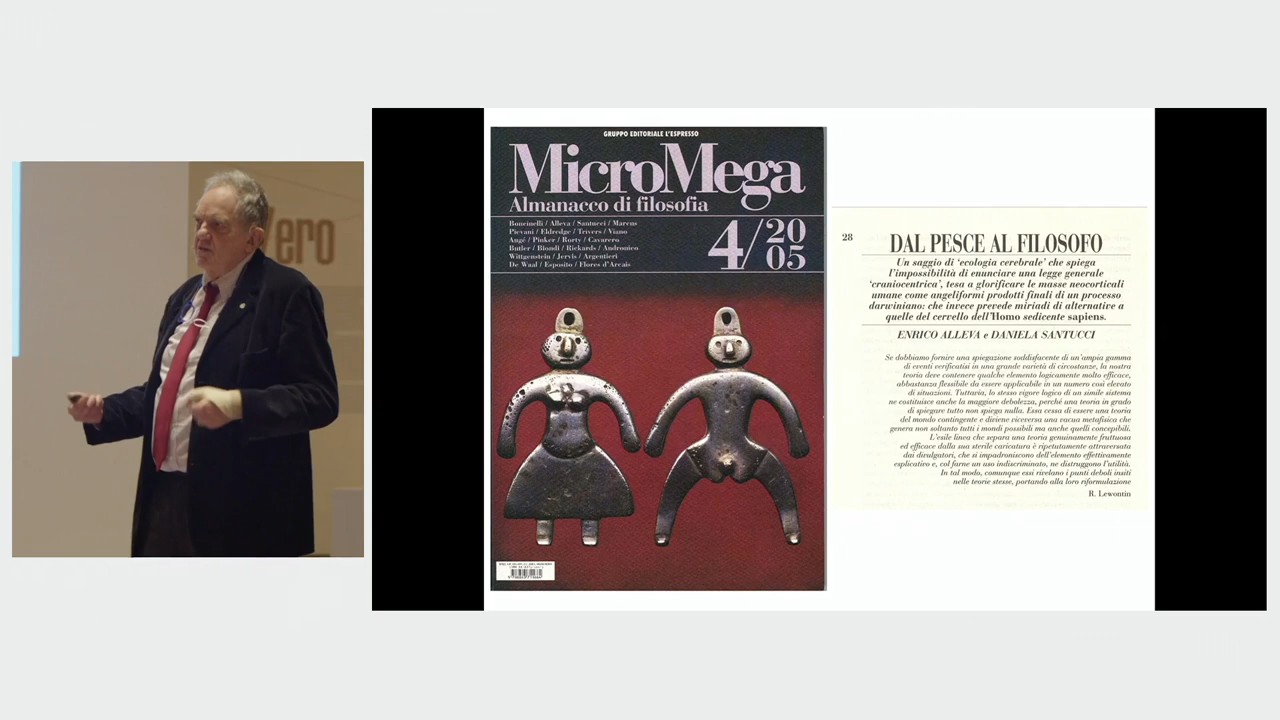 Vero
GRUPPO EDITORIALE L'ESPRESSO
MicroMega
Almanacco di filosofia
Boncinelli / Alleva / Santucci / Marcus
Pievani / Eldredge / Trivers / Viano
Angé / Pinker / Rorty / Cavarero
Butler / Biondi / Rickards / Andronico
Wittgenstein / Jervis / Argentieri
De Waal / Esposito / Flores d'Arcais
4/2005
28
DAL PESCE AL FILOSOFO
Un saggio di 'ecologia cerebrale' che spiega
l'impossibilità di enunciare una legge generale
'craniocentrica', tesa a glorificare le masse neocorticali
umane come angeliformi prodotti finali di un processo
darwiniano: che invece prevede miriadi di alternative a
quelle del cervello dell'Homo sedicente sapiens.
ENRICO ALLEVA e DANIELA SANTUCCI
Se dobbiamo fornire una spiegazione soddisfacente di un'ampia gamma
di eventi verificatisi in una grande varietà di circostanze, la nostra
teoria deve contenere qualche elemento logicamente molto efficace,
abbastanza flessibile da essere applicabile in un numero così elevato
di situazioni. Tuttavia, lo stesso rigore logico di un simile sistema
ne costituisce anche la maggiore debolezza, perché una teoria in grado
di spiegare tutto non spiega nulla. Essa cessa di essere una teoria
del mondo contingente e diviene viceversa una vacua metafisica che
genera non soltanto tutti i mondi possibili ma anche quelli concepibili.
L'esile linea che separa una teoria genuinamente fruttuosa
ed efficace dalla sua sterile caricatura è ripetutamente attraversata
dai divulgatori, che si impadroniscono dell'elemento effettivamente
esplicativo e, col farne un uso indiscriminato, ne distruggono l'utilità.
In tal modo, comunque essi rivelano i punti deboli insiti
nelle teorie stesse, portando alla loro riformulazione
R. Lewontin